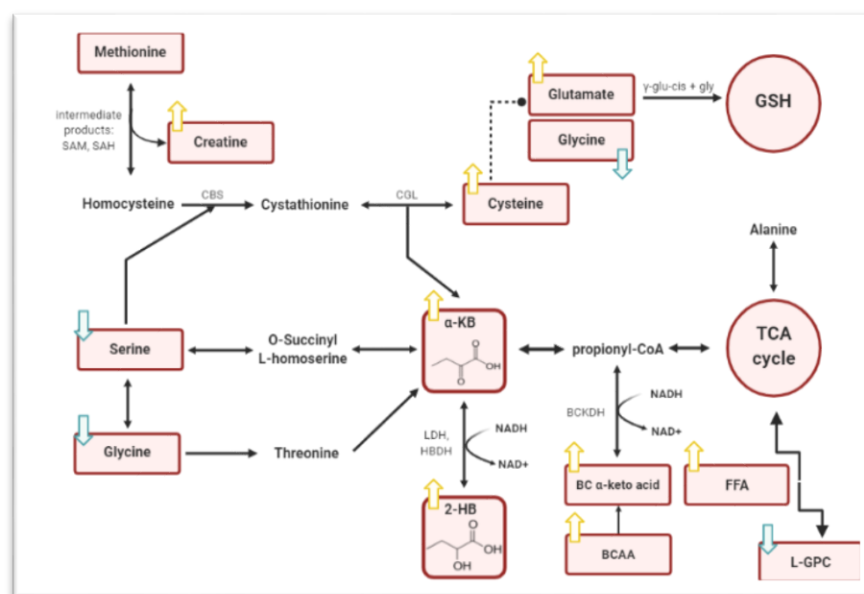 Methionine
intermediate
products:
SAM, SAH
Creatine
Glutamate
γ-glu-cis + gly
GSH
Glycine
Homocysteine
CBS
Cystathionine
CGL
Cysteine
Alanine
α-KB
O
OH
O
Serine
O-Succinyl
L-homoserine
propionyl-CoA
TCA
cycle
Glycine
Threonine
LDH,
HBDH
NADH
NAD+
BCKDH
NADH
NAD+
2-HB
O
OH
OH
BC α-keto acid
FFA
BCAA
L-GPC